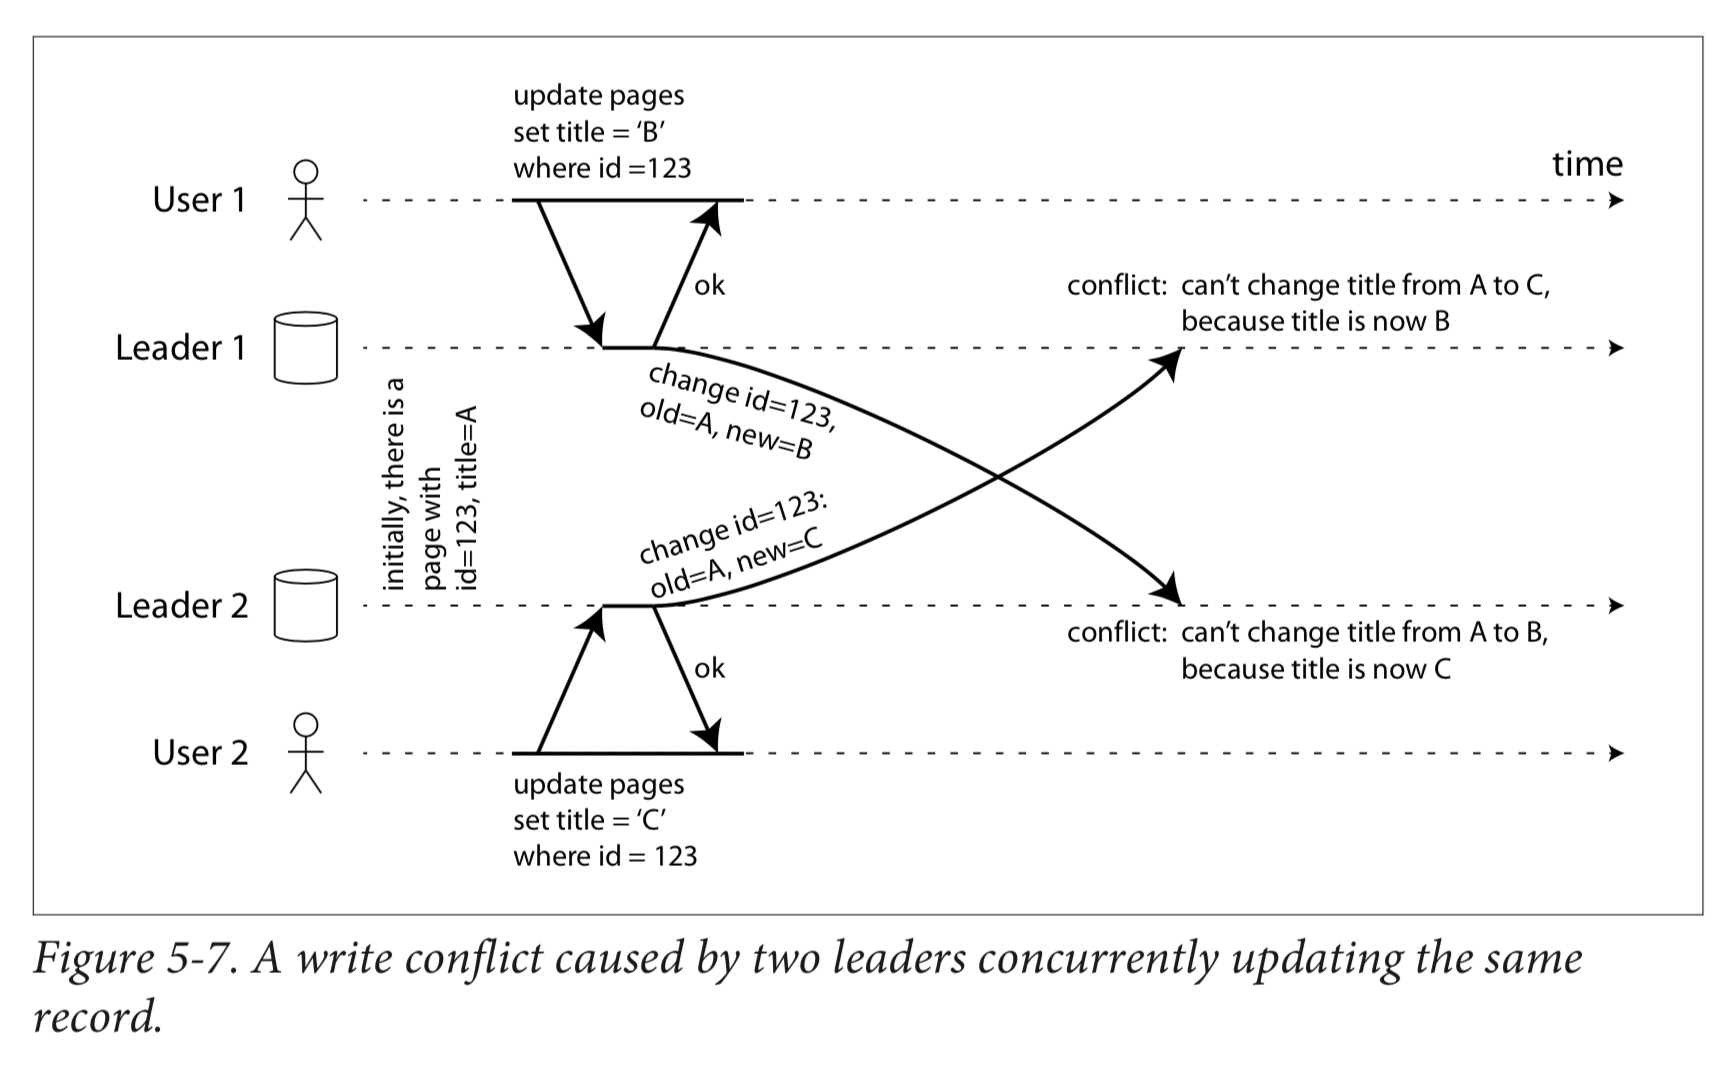 update pages
set title = ‘B’
where id =123
time
User 1
ok
conflict: can’t change title from A to C,
because title is now B
Leader 1
change id=123,
old=A, new=B
initially, there is a
page with
id=123, title=A
change id=123:
old=A, new=C
Leader 2
conflict: can’t change title from A to B,
because title is now C
ok
User 2
update pages
set title = ‘C’
where id = 123
Figure 5-7. A write conflict caused by two leaders concurrently updating the same
record.